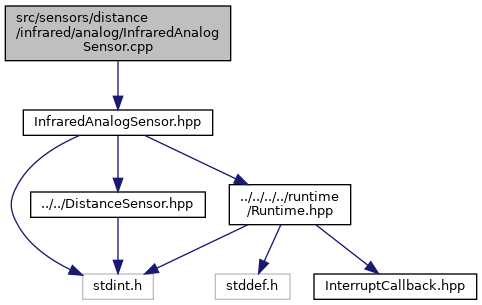 src/sensors/distance
/infrared/analog/InfraredAnalog
Sensor.cpp
InfraredAnalogSensor.hpp
../../DistanceSensor.hpp
../../../../runtime
/Runtime.hpp
stdint.h
stddef.h
InterruptCallback.hpp